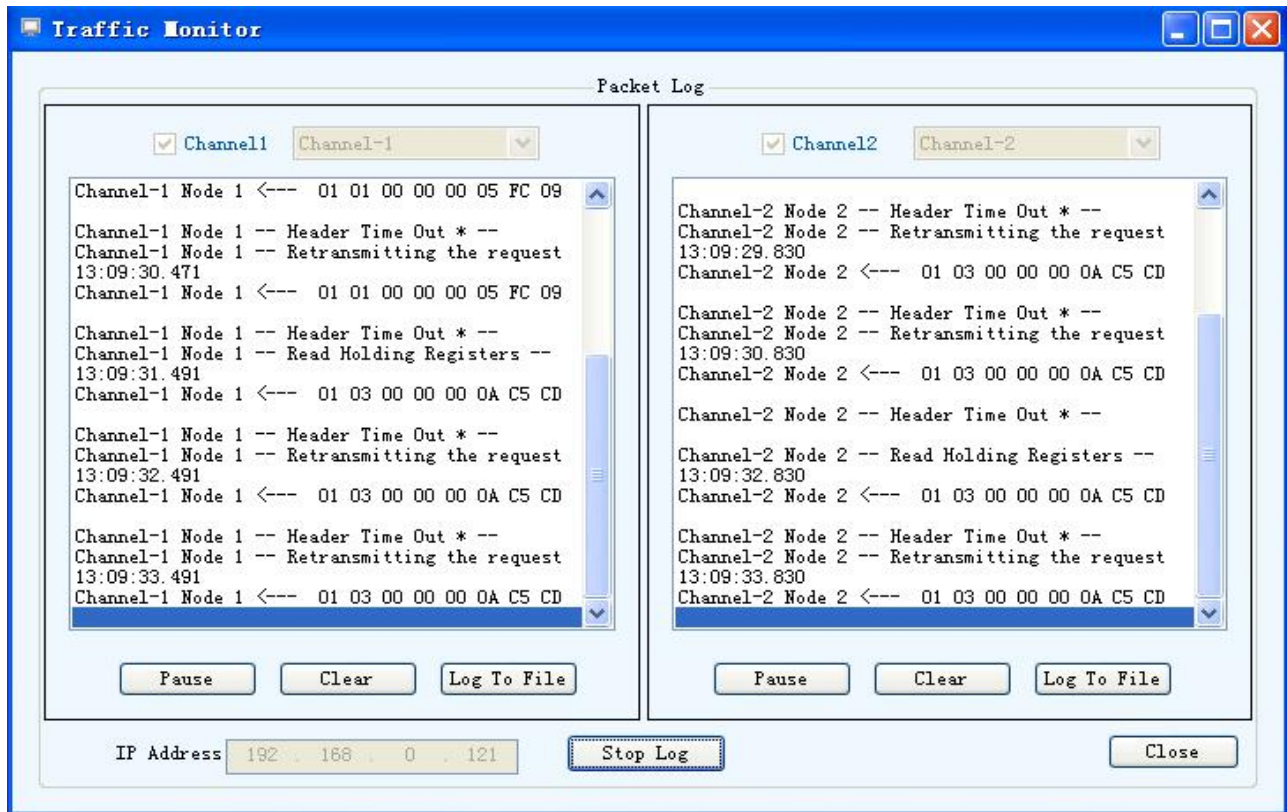 Traffic Monitor
Packet Log
Channel1 Channel-1
Channel-1 Node 1 <--- 01 01 00 00 00 05 FC 09
Channel-1 Node 1 -- Header Time Out * --
Channel-1 Node 1 -- Retransmitting the request
13:09:30.471
Channel-1 Node 1 <--- 01 01 00 00 00 05 FC 09
Channel-1 Node 1 -- Header Time Out * --
Channel-1 Node 1 -- Read Holding Registers --
13:09:31.491
Channel-1 Node 1 <--- 01 03 00 00 00 0A C5 CD
Channel-1 Node 1 -- Header Time Out * --
Channel-1 Node 1 -- Retransmitting the request
13:09:32.491
Channel-1 Node 1 <--- 01 03 00 00 00 0A C5 CD
Channel-1 Node 1 -- Header Time Out * --
Channel-1 Node 1 -- Retransmitting the request
13:09:33.491
Channel-1 Node 1 <--- 01 03 00 00 00 0A C5 CD
Pause Clear Log To File
Channel2 Channel-2
Channel-2 Node 2 -- Header Time Out * --
Channel-2 Node 2 -- Retransmitting the request
13:09:29.830
Channel-2 Node 2 <--- 01 03 00 00 00 0A C5 CD
Channel-2 Node 2 -- Header Time Out * --
Channel-2 Node 2 -- Retransmitting the request
13:09:30.830
Channel-2 Node 2 <--- 01 03 00 00 00 0A C5 CD
Channel-2 Node 2 -- Header Time Out * --
Channel-2 Node 2 -- Read Holding Registers --
13:09:32.830
Channel-2 Node 2 <--- 01 03 00 00 00 0A C5 CD
Channel-2 Node 2 -- Header Time Out * --
Channel-2 Node 2 -- Retransmitting the request
13:09:33.830
Channel-2 Node 2 <--- 01 03 00 00 00 0A C5 CD
Pause Clear Log To File
IP Address 192 . 168 . 0 . 121 Stop Log Close